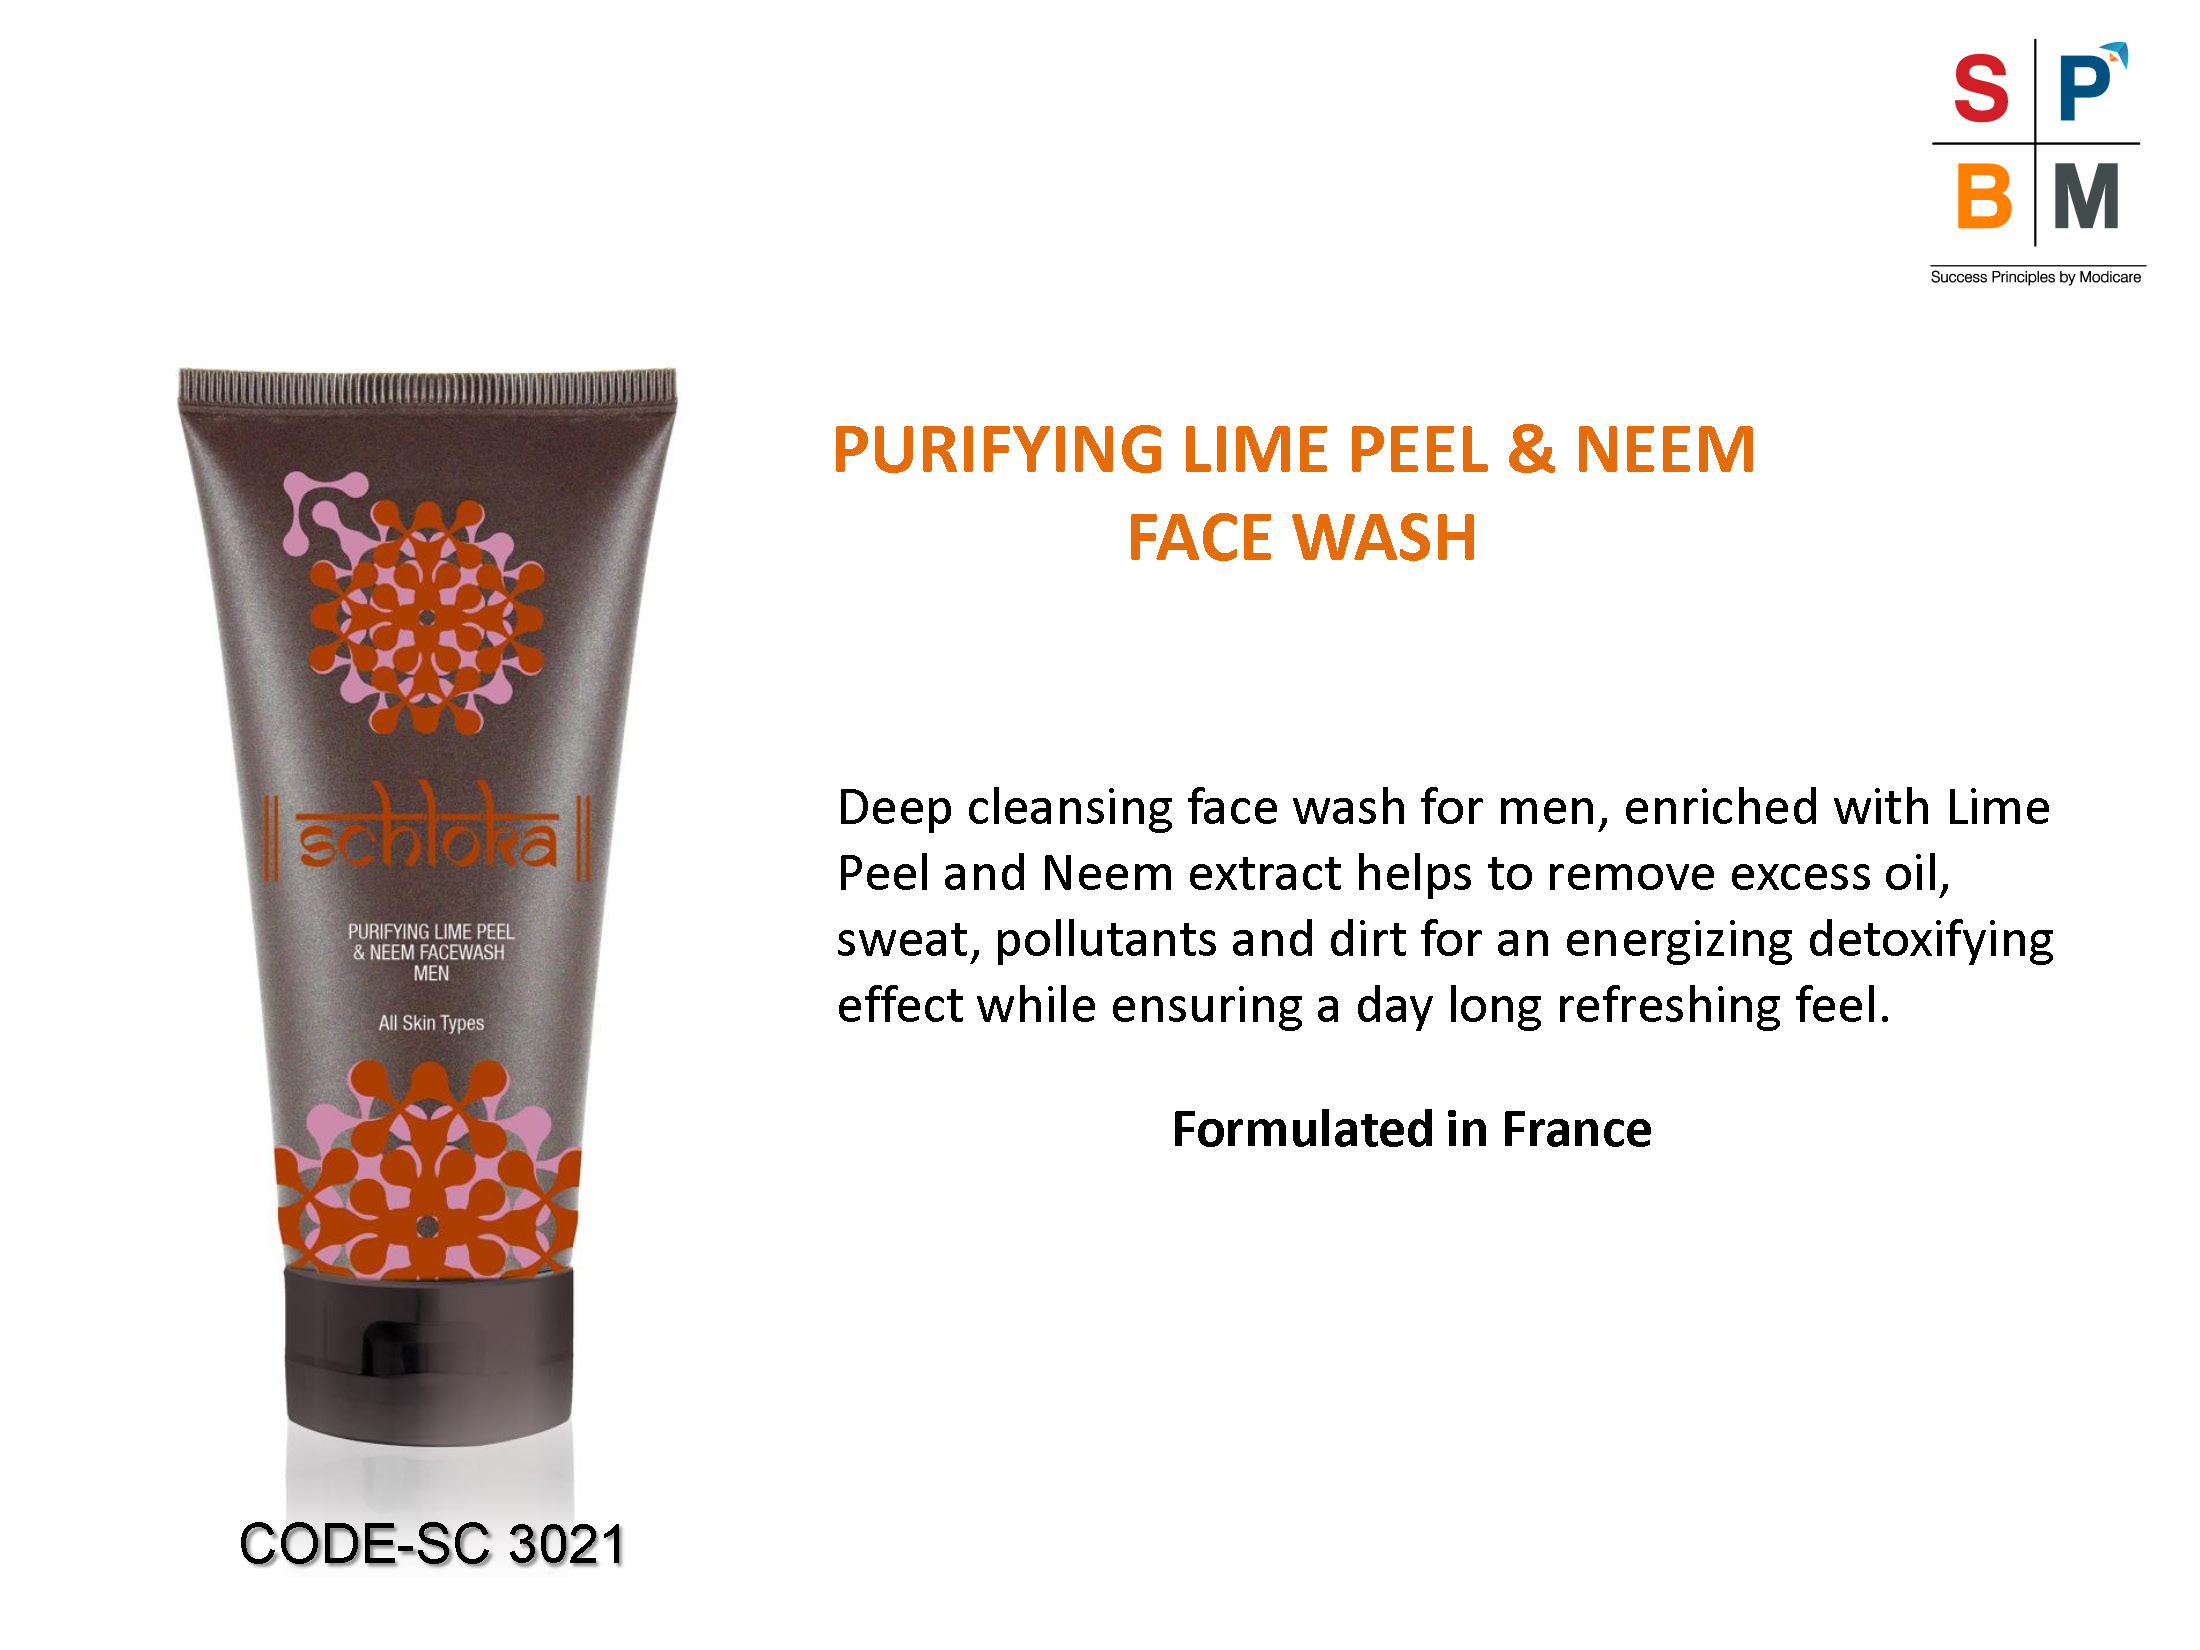 S P
B M
Success Principles by Modicare
PURIFYING LIME PEEL & NEEM
FACE WASH
schloka
PURIFYING LIME PEEL
& NEEM FACEWASH
MEN
All Skin Types
Deep cleansing face wash for men, enriched with Lime
Peel and Neem extract helps to remove excess oil,
sweat, pollutants and dirt for an energizing detoxifying
effect while ensuring a day long refreshing feel.
Formulated in France
CODE-SC 3021